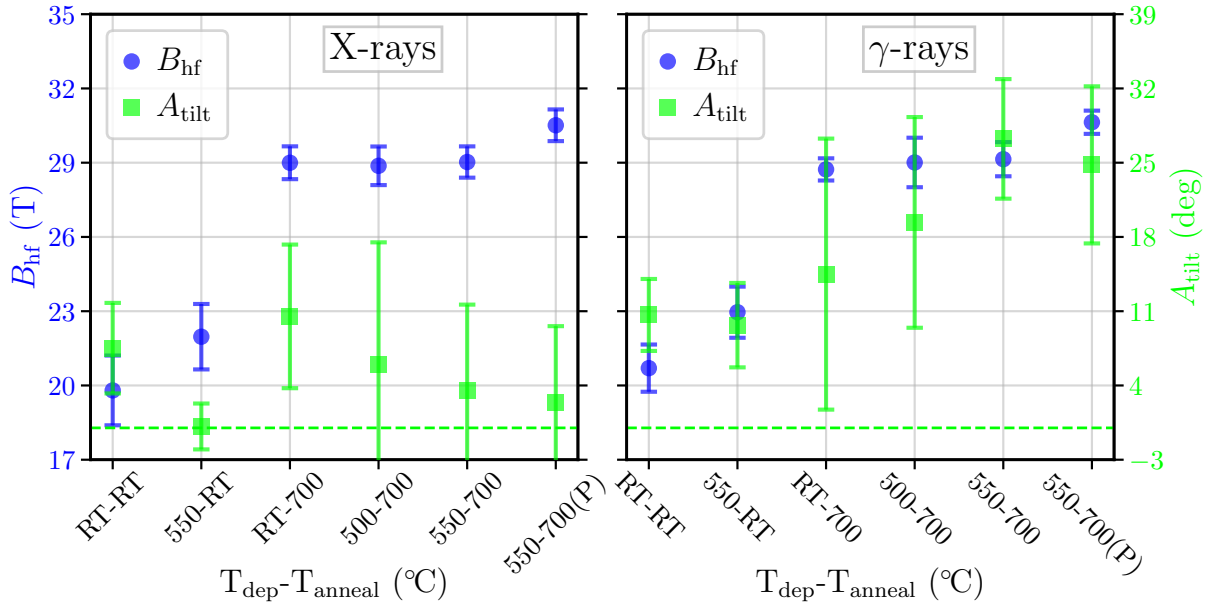 X-rays
B_hf
A_tilt
35
32
29
26
23
20
17
B_hf (T)
RT-RT
550-RT
RT-700
500-700
550-700
550-700(P)
T_dep-T_anneal (°C)
γ-rays
B_hf
A_tilt
39
32
25
18
11
4
−3
A_tilt (deg)
RT-RT
550-RT
RT-700
500-700
550-700
550-700(P)
T_dep-T_anneal (°C)